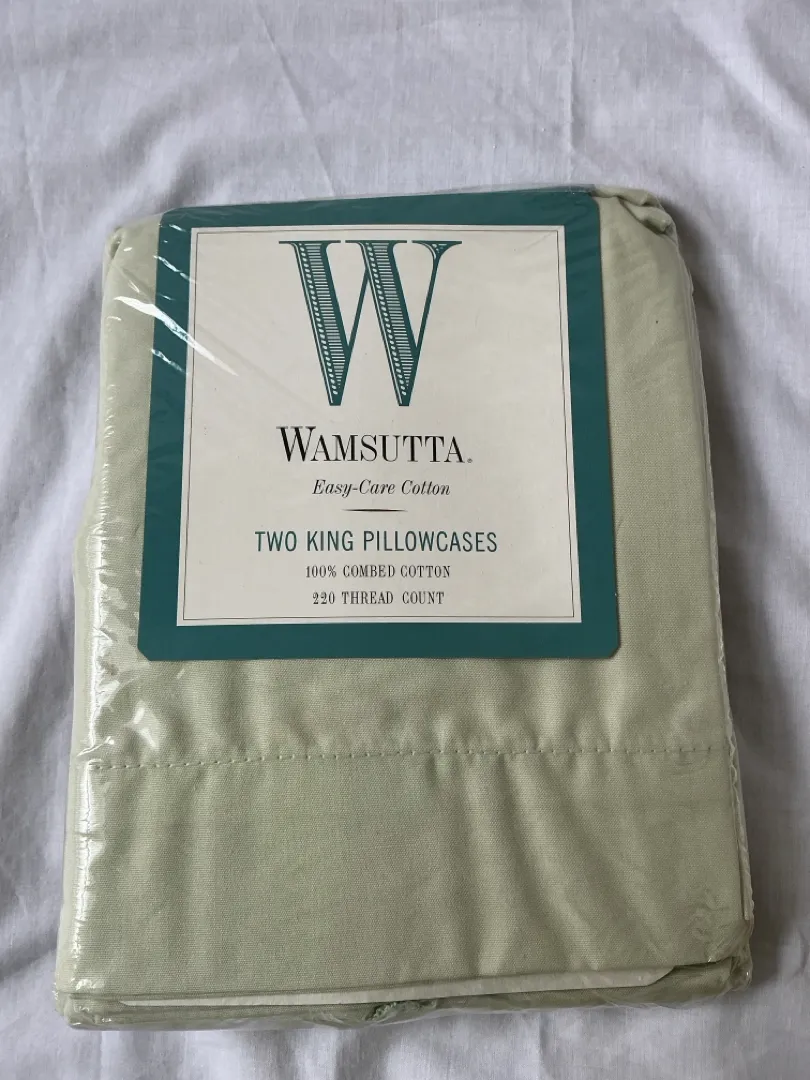 W
WAMSUTTA®
Easy-Care Cotton
TWO KING PILLOWCASES
100% COMBED COTTON
220 THREAD COUNT